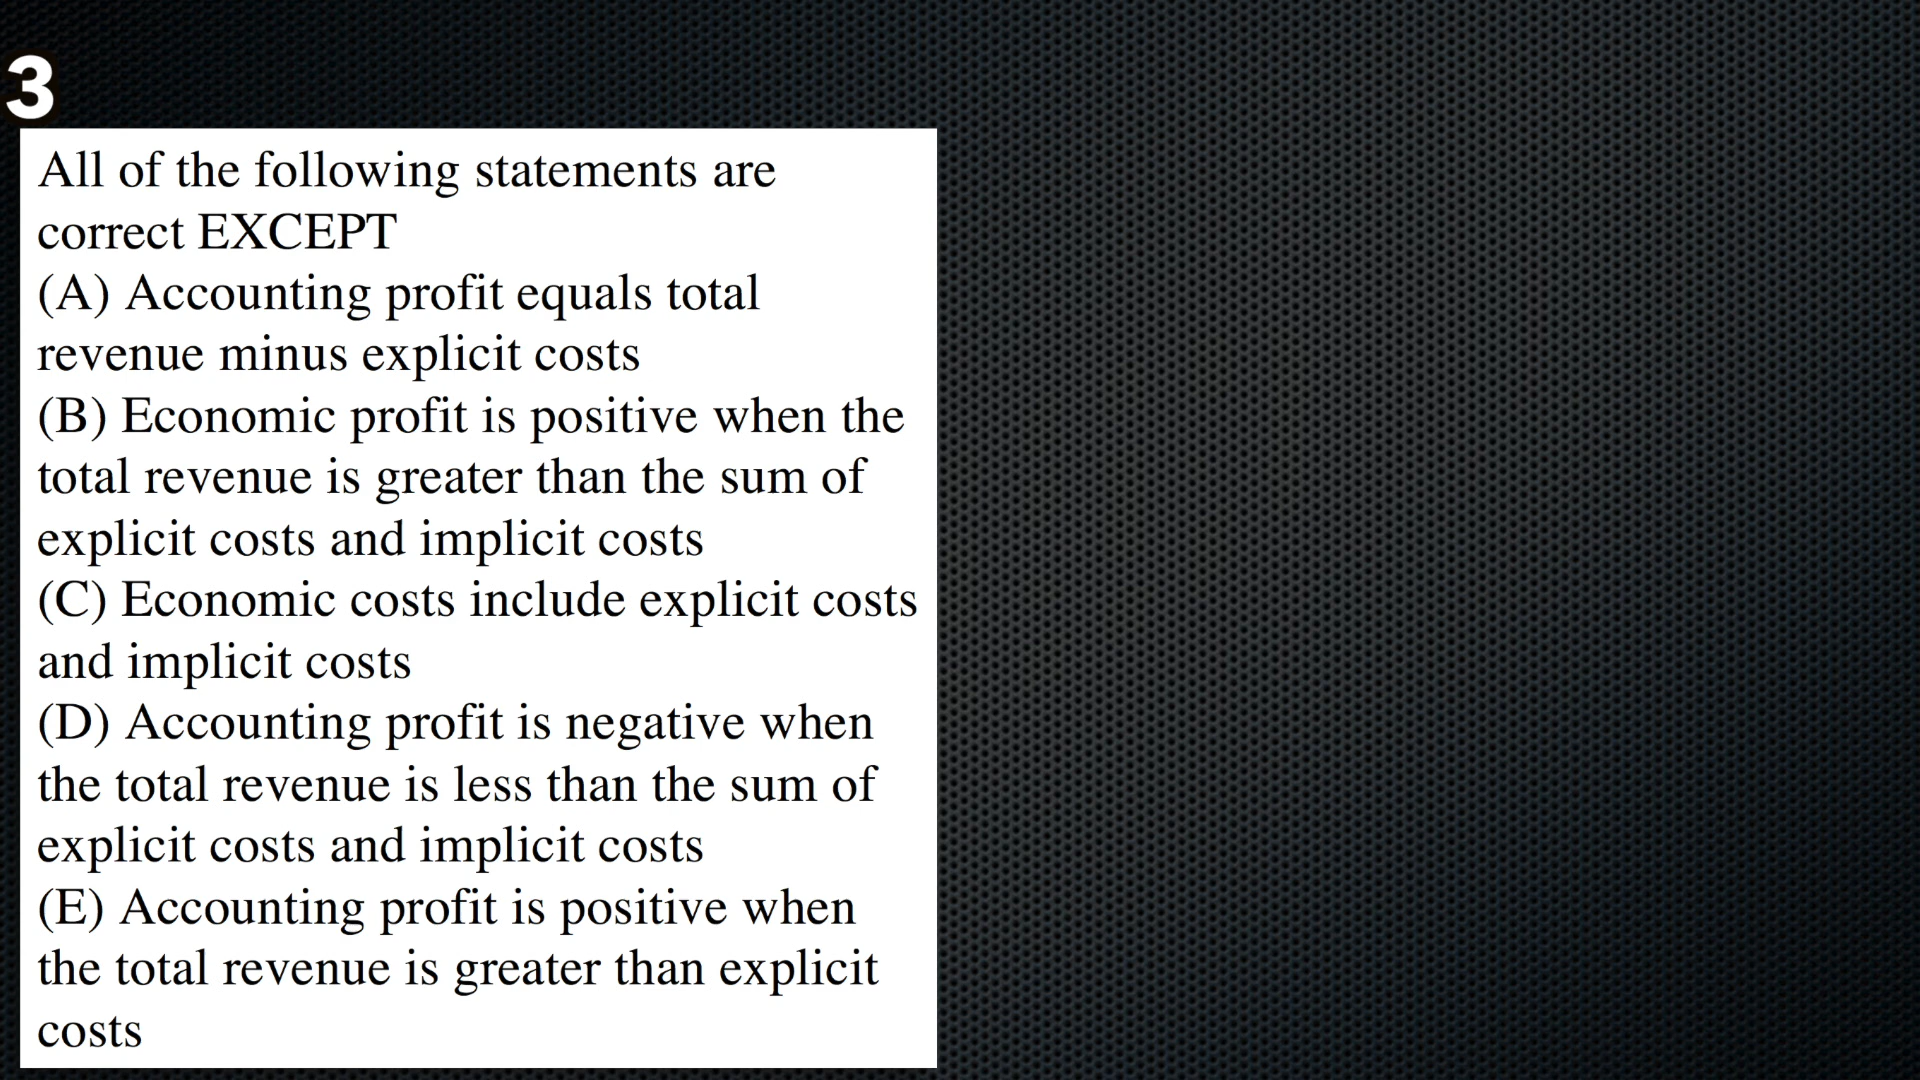 3
All of the following statements are
correct EXCEPT
(A) Accounting profit equals total
revenue minus explicit costs
(B) Economic profit is positive when the
total revenue is greater than the sum of
explicit costs and implicit costs
(C) Economic costs include explicit costs
and implicit costs
(D) Accounting profit is negative when
the total revenue is less than the sum of
explicit costs and implicit costs
(E) Accounting profit is positive when
the total revenue is greater than explicit
costs